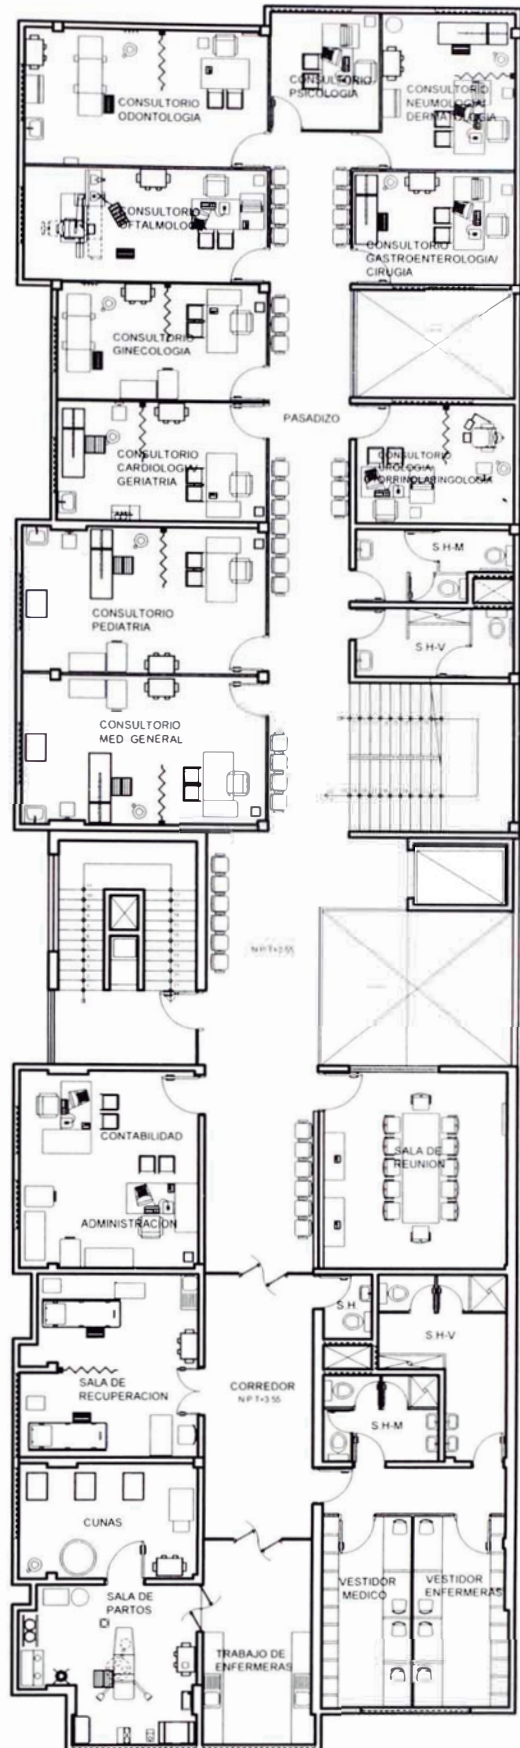 CONSULTORIO
PSICOLOGIA
CONSULTORIO
ODONTOLOGIA
CONSULTORIO
NEUMOLOGIA/
DERMATOLOGIA
CONSULTORIO
CONSULTORIO
GASTROENTEROLOGIA/
CIRUGIA
CONSULTORIO
GINECOLOGIA
PASADIZO
CONSULTORIO
CARDIOLOGIA/
GERIATRIA
CONSULTORIO
UROLOGIA/
S.H-M
CONSULTORIO
PEDIATRIA
S.H-V
CONSULTORIO
MED GENERAL
N.P.T+3.55
CONTABILIDAD
SALA DE
REUNION
ADMINISTRACION
S.H.
S.H-V
SALA DE
RECUPERACION
CORREDOR
N.P.T+3.55
S.H-M
CUNAS
VESTIDOR
MEDICO
VESTIDOR
ENFERMERAS
SALA DE
PARTOS
TRABAJO DE
ENFERMERAS